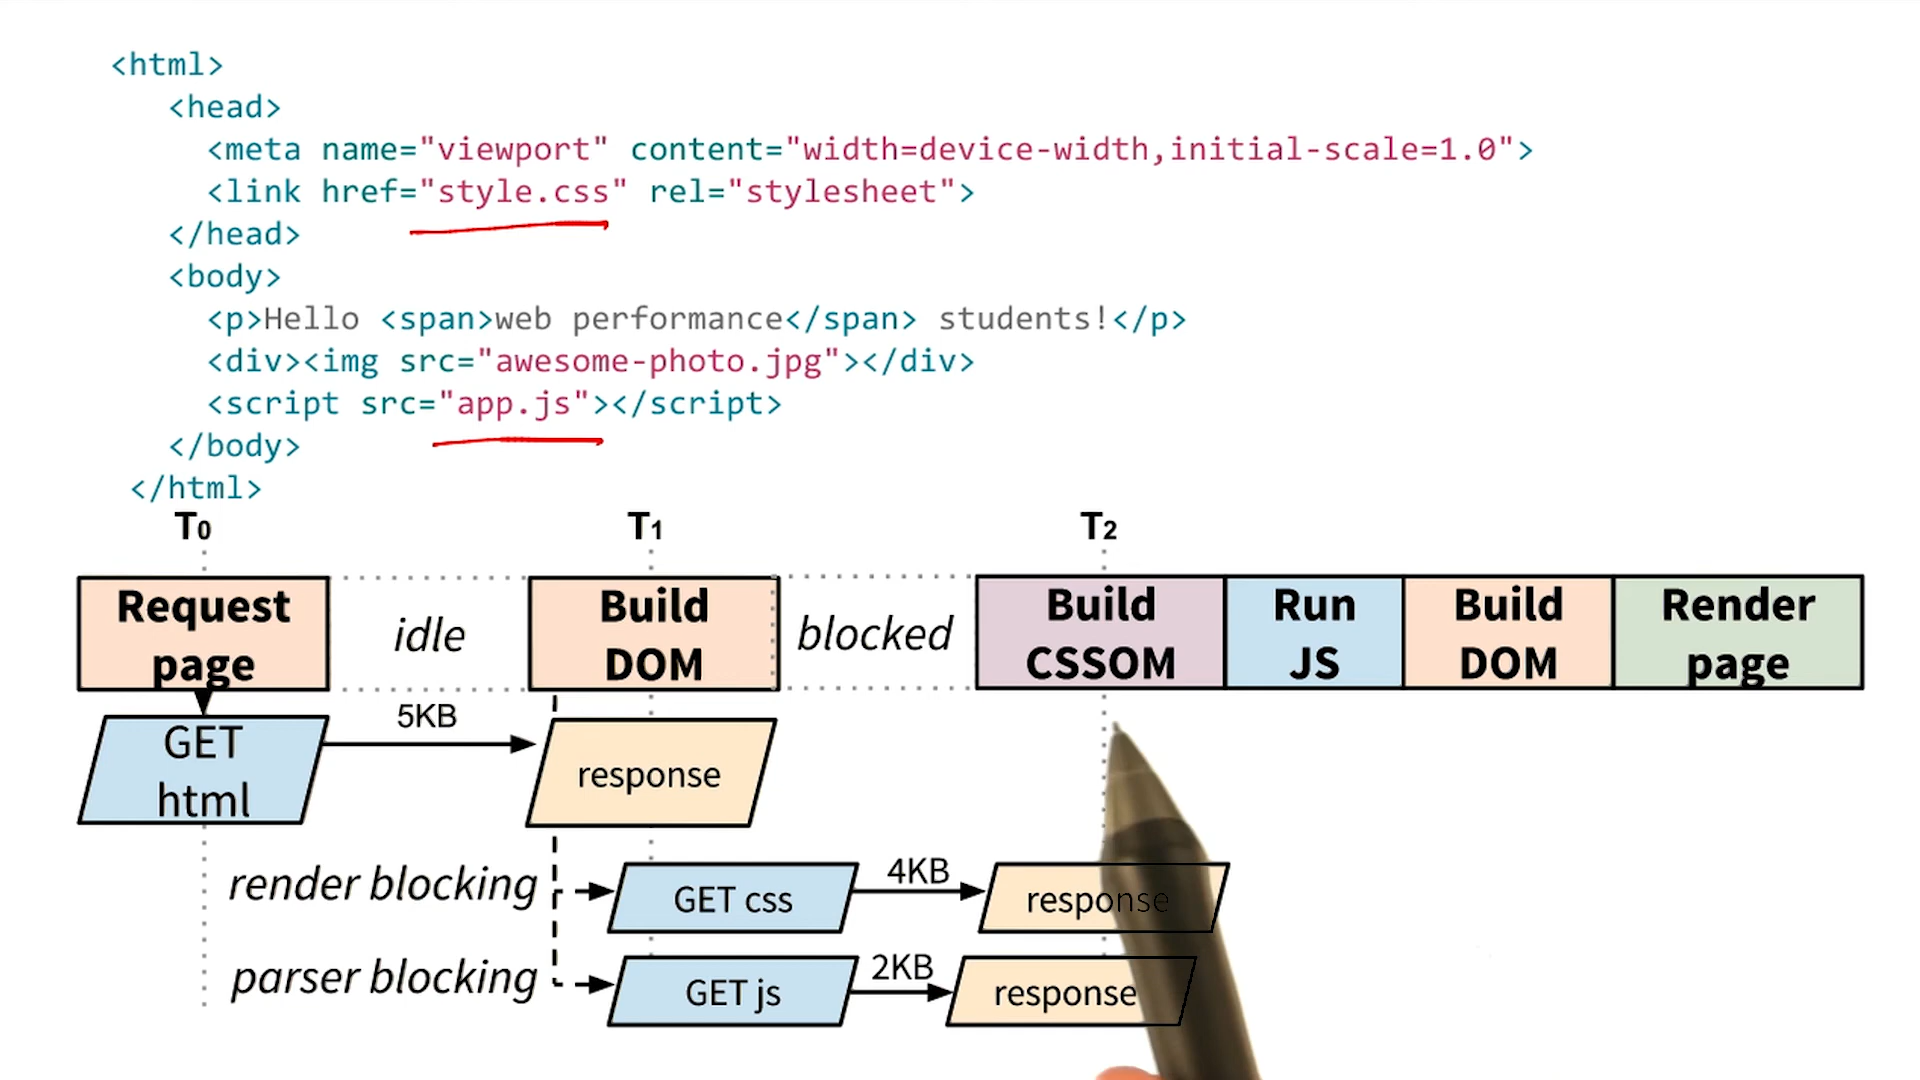 <html>
<head>
<meta name="viewport" content="width=device-width,initial-scale=1.0">
<link href="style.css" rel="stylesheet">
</head>
<body>
<p>Hello <span>web performance</span> students!</p>
<div><img src="awesome-photo.jpg"></div>
<script src="app.js"></script>
</body>
</html>
T0 T1 T2
Request page
idle
Build DOM
blocked
Build CSSOM
Run JS
Build DOM
Render page
GET html
5KB
response
render blocking
GET css
4KB
response
parser blocking
GET js
2KB
response